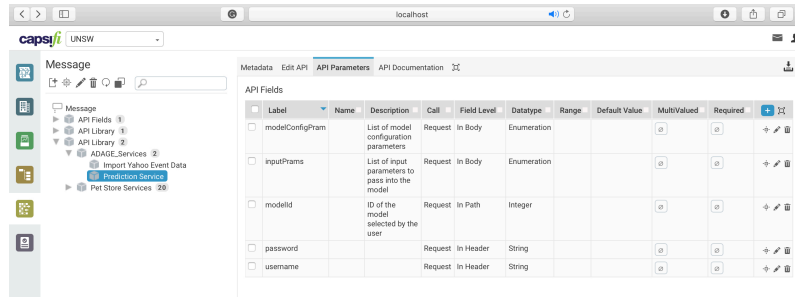 localhost
capsifi UNSW
Message
Metadata Edit API API Parameters API Documentation
API Fields
Message
API Fields 1
API Library 1
API Library 2
ADAGE_Services 2
Import Yahoo Event Data
Prediction Service
Pet Store Services 20
Label Name Description Call Field Level Datatype Range Default Value MultiValued Required
modelConfigPram List of model configuration parameters Request In Body Enumeration
inputPrams List of input parameters to pass into the model Request In Body Enumeration
modelId ID of the model selected by the user Request In Path Integer
password Request In Header String
username Request In Header String